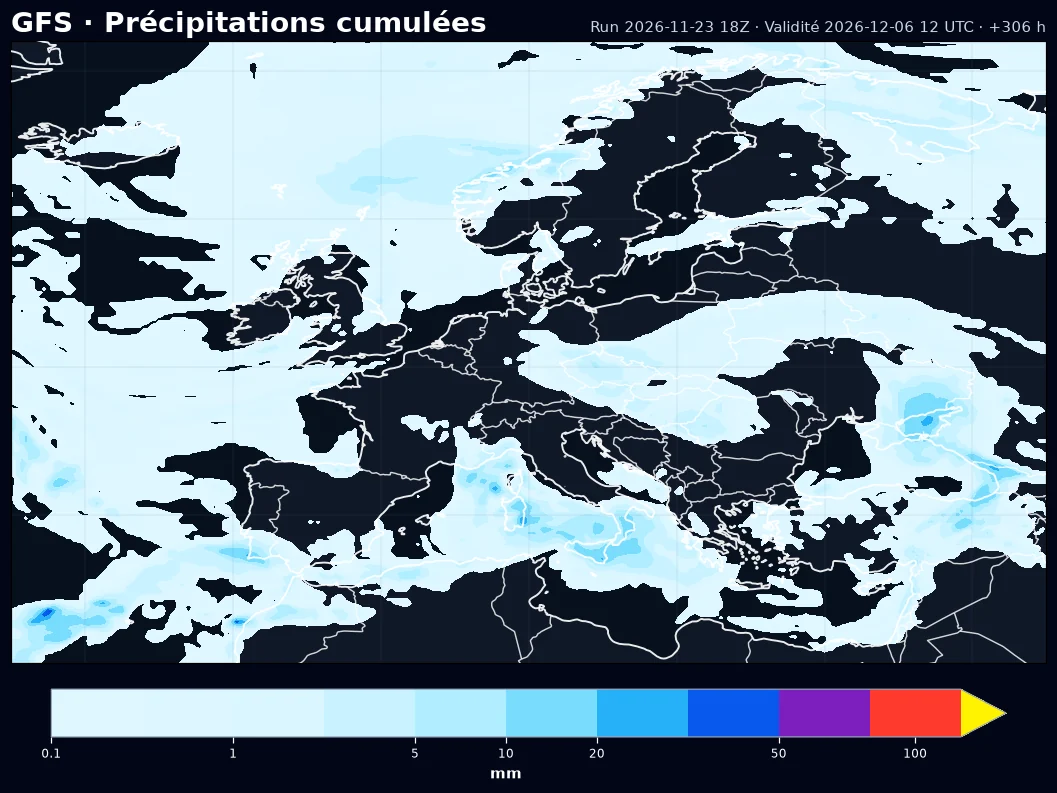 GFS · Précipitations cumulées
Run 2026-11-23 18Z · Validité 2026-12-06 12 UTC · +306 h
0.1 1 5 10 20 50 100
mm